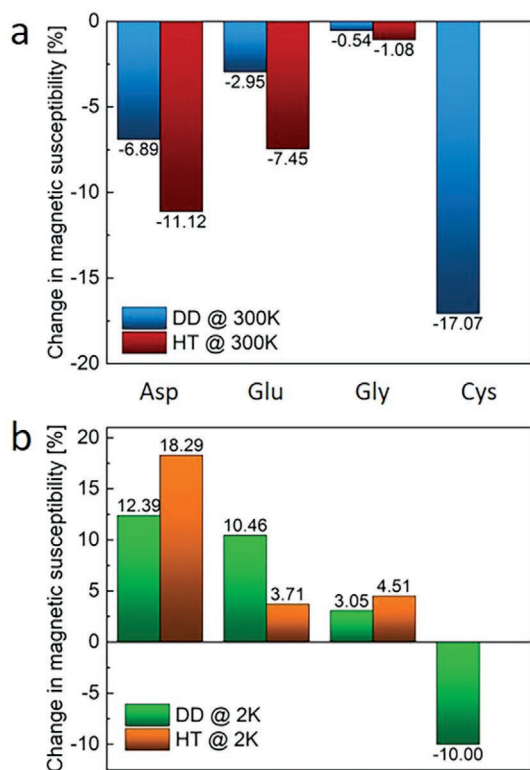 a
Change in magnetic susceptibility [%]
0
-5
-10
-15
-20
-6.89
-11.12
-2.95
-7.45
-0.54
-1.08
-17.07
DD @ 300K
HT @ 300K
Asp Glu Gly Cys
b
Change in magnetic susceptibility [%]
20
15
10
5
0
-5
-10
12.39
18.29
10.46
3.71
3.05
4.51
-10.00
DD @ 2K
HT @ 2K